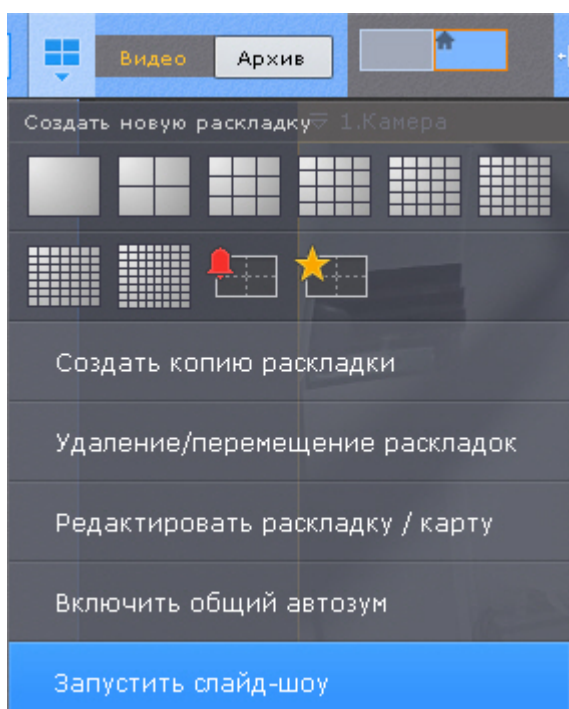 Видео Архив
Создать новую раскладку 1.Камера
Создать копию раскладки
Удаление/перемещение раскладок
Редактировать раскладку / карту
Включить общий автозум
Запустить слайд-шоу